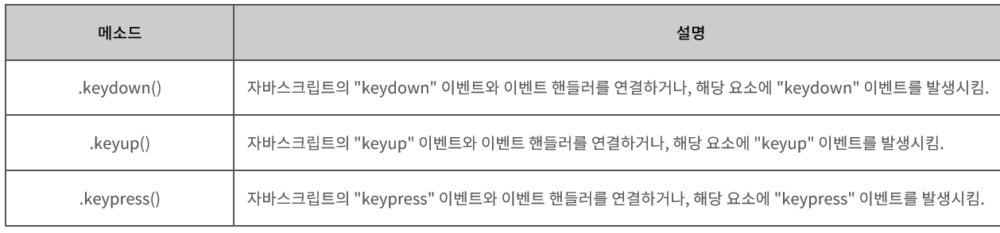 메소드 설명
.keydown() 자바스크립트의 "keydown" 이벤트와 이벤트 핸들러를 연결하거나, 해당 요소에 "keydown" 이벤트를 발생시킴.
.keyup() 자바스크립트의 "keyup" 이벤트와 이벤트 핸들러를 연결하거나, 해당 요소에 "keyup" 이벤트를 발생시킴.
.keypress() 자바스크립트의 "keypress" 이벤트와 이벤트 핸들러를 연결하거나, 해당 요소에 "keypress" 이벤트를 발생시킴.